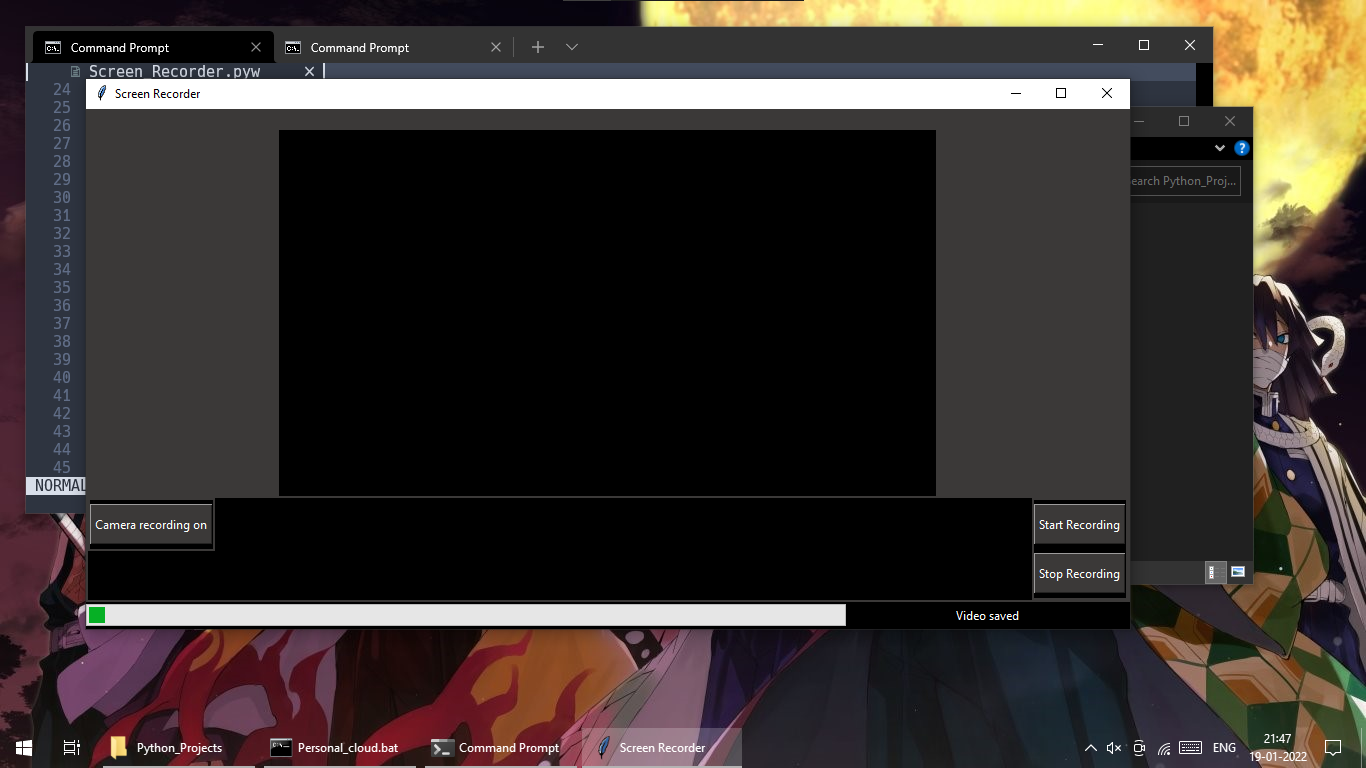 Command Prompt
Command Prompt
Screen_Recorder.pyw
24
25
26
27
28
29
30
31
32
33
34
35
36
37
38
39
40
41
42
43
44
45
NORMAL
Screen Recorder
earch Python_Proj...
Camera recording on
Start Recording
Stop Recording
Video saved
Python_Projects
Personal_cloud.bat
Command Prompt
Screen Recorder
ENG
21:47
19-01-2022